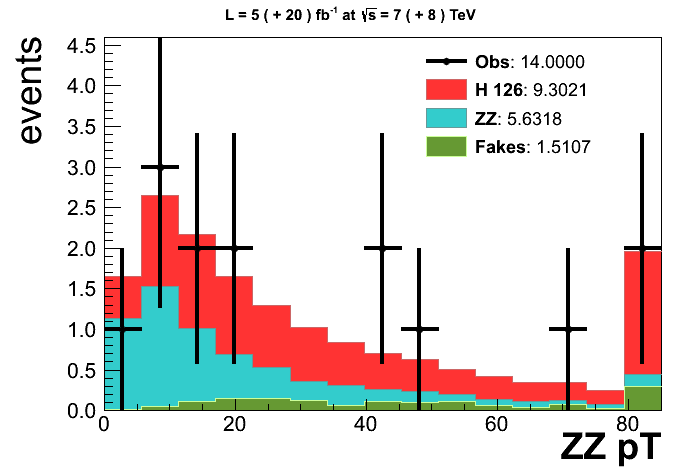 L = 5 ( + 20 ) fb⁻¹ at √s = 7 ( + 8 ) TeV
events
4.5
4.0
3.5
3.0
2.5
2.0
1.5
1.0
0.5
0.0
Obs: 14.0000
H 126: 9.3021
ZZ: 5.6318
Fakes: 1.5107
0 20 40 60 80
ZZ pT